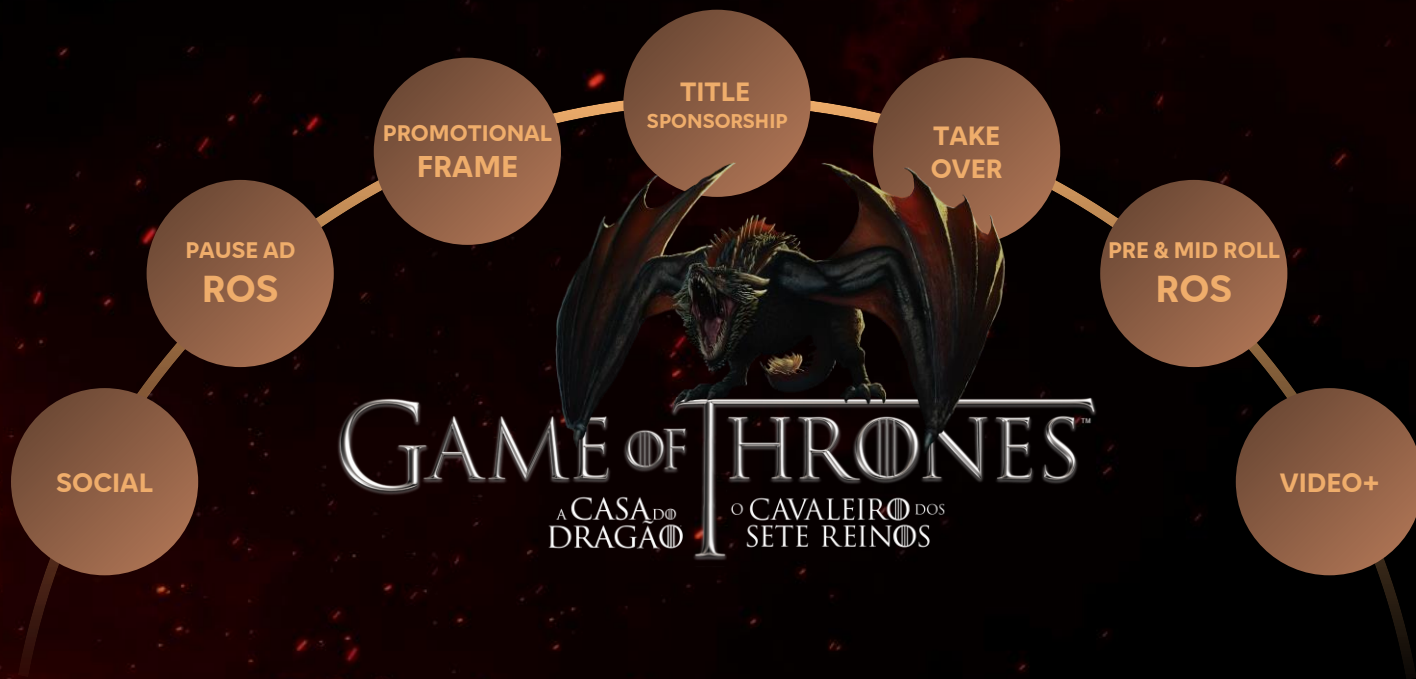 TITLE
SPONSORSHIP
PROMOTIONAL
FRAME
TAKE
OVER
PAUSE AD
ROS
PRE & MID ROLL
ROS
SOCIAL
VIDEO+
GAME OF THRONES™
A CASA DO
DRAGÃO
O CAVALEIRO DOS
SETE REINOS